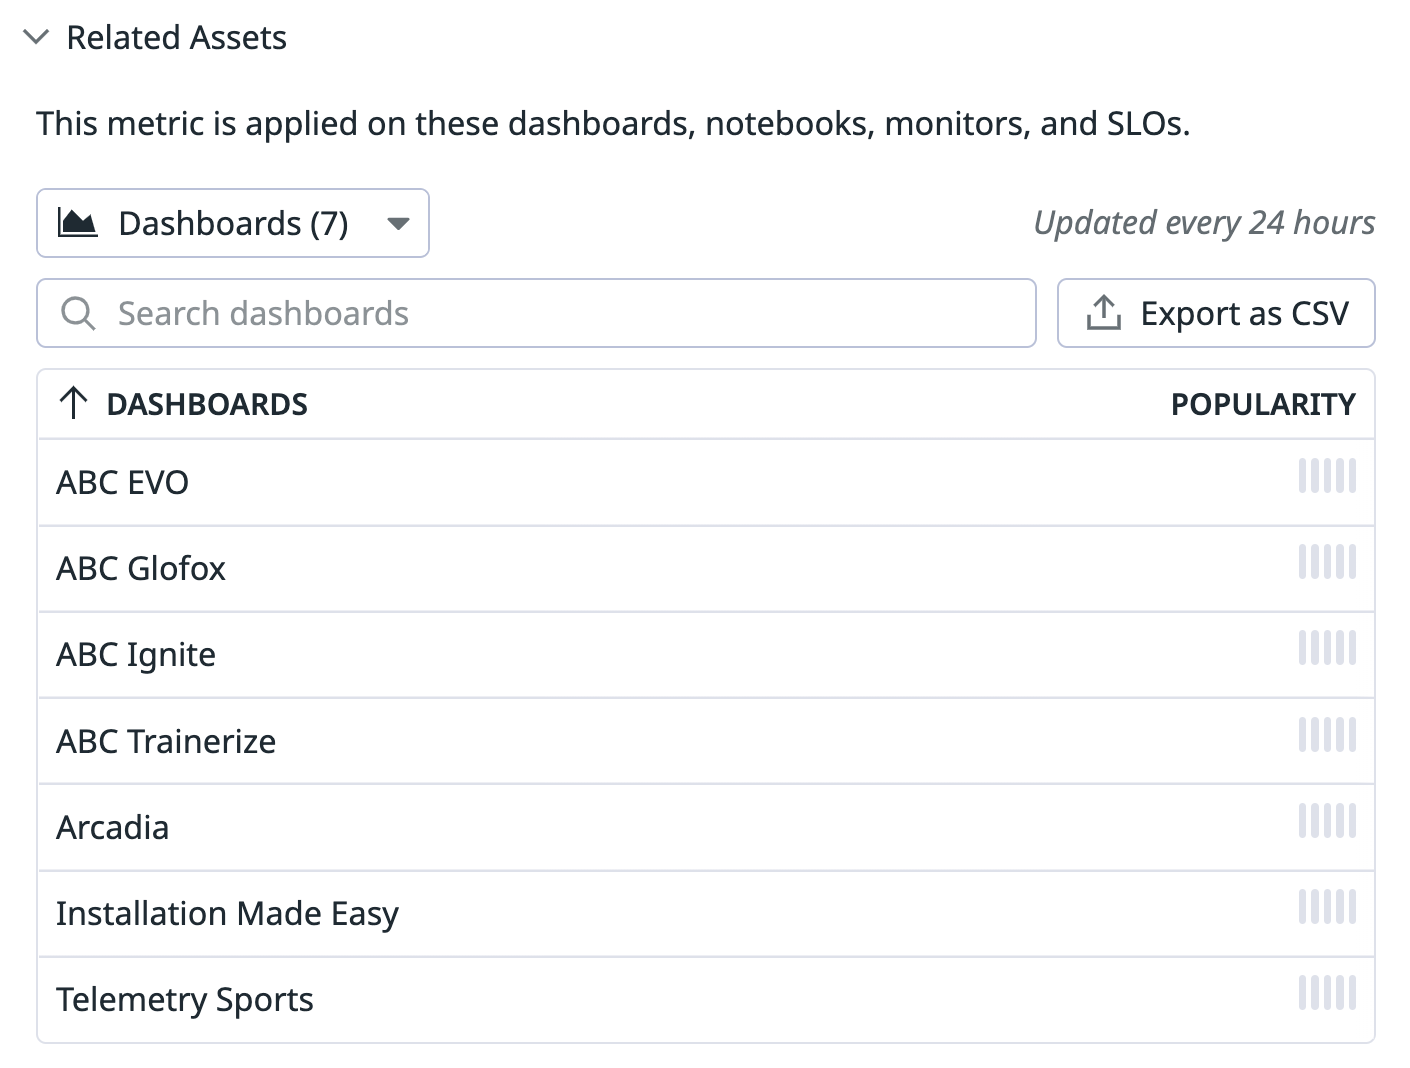 Related Assets
This metric is applied on these dashboards, notebooks, monitors, and SLOs.
Dashboards (7)
Updated every 24 hours
Search dashboards
Export as CSV
DASHBOARDS
POPULARITY
ABC EVO
ABC Glofox
ABC Ignite
ABC Trainerize
Arcadia
Installation Made Easy
Telemetry Sports